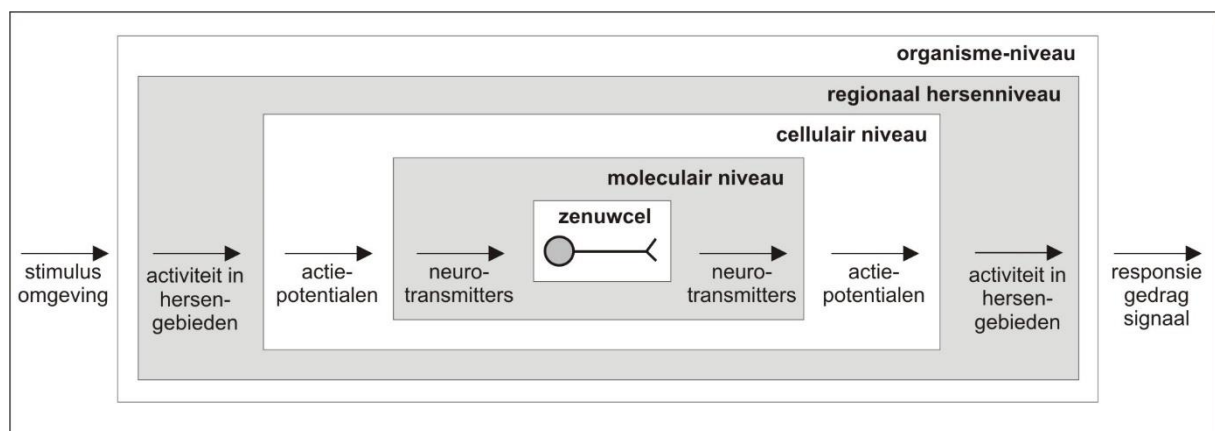 organisme-niveau
regionaal hersenniveau
cellulair niveau
moleculair niveau
zenuwcel
stimulus
omgeving
activiteit in
hersen-
gebieden
actie-
potentialen
neuro-
transmitters
neuro-
transmitters
actie-
potentialen
activiteit in
hersen-
gebieden
responsie
gedrag
signaal